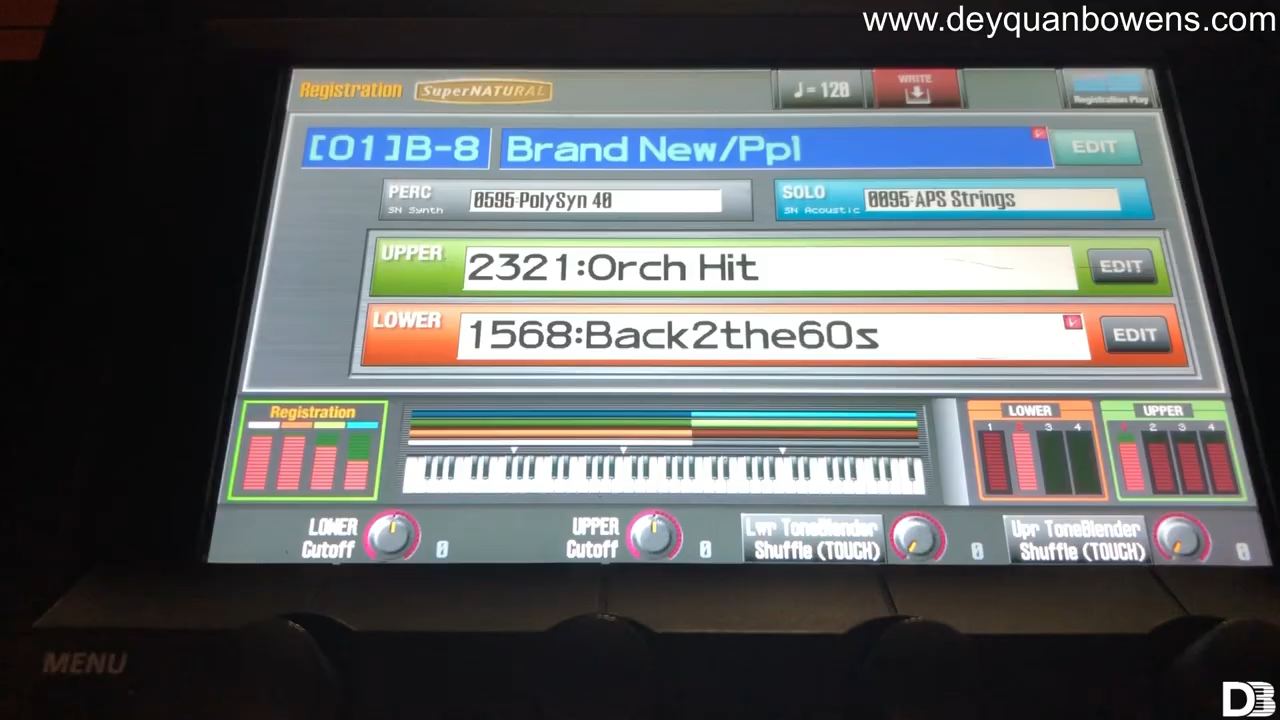 www.deyquanbowens.com
Registration SuperNATURAL ♩= 120 WRITE Registration Play
[01]B-8 Brand New/Ppl EDIT
PERC SN Synth 0595:PolySyn 40 SOLO SN Acoustic 0095:APS Strings
UPPER 2321:Orch Hit EDIT
LOWER 1568:Back2the60s EDIT
Registration LOWER 1 2 3 4 UPPER 1 2 3 4
LOWER Cutoff 0 UPPER Cutoff 0 Lwr ToneBlender Shuffle (TOUCH) 0 Upr ToneBlender Shuffle (TOUCH) 0
MENU
DB